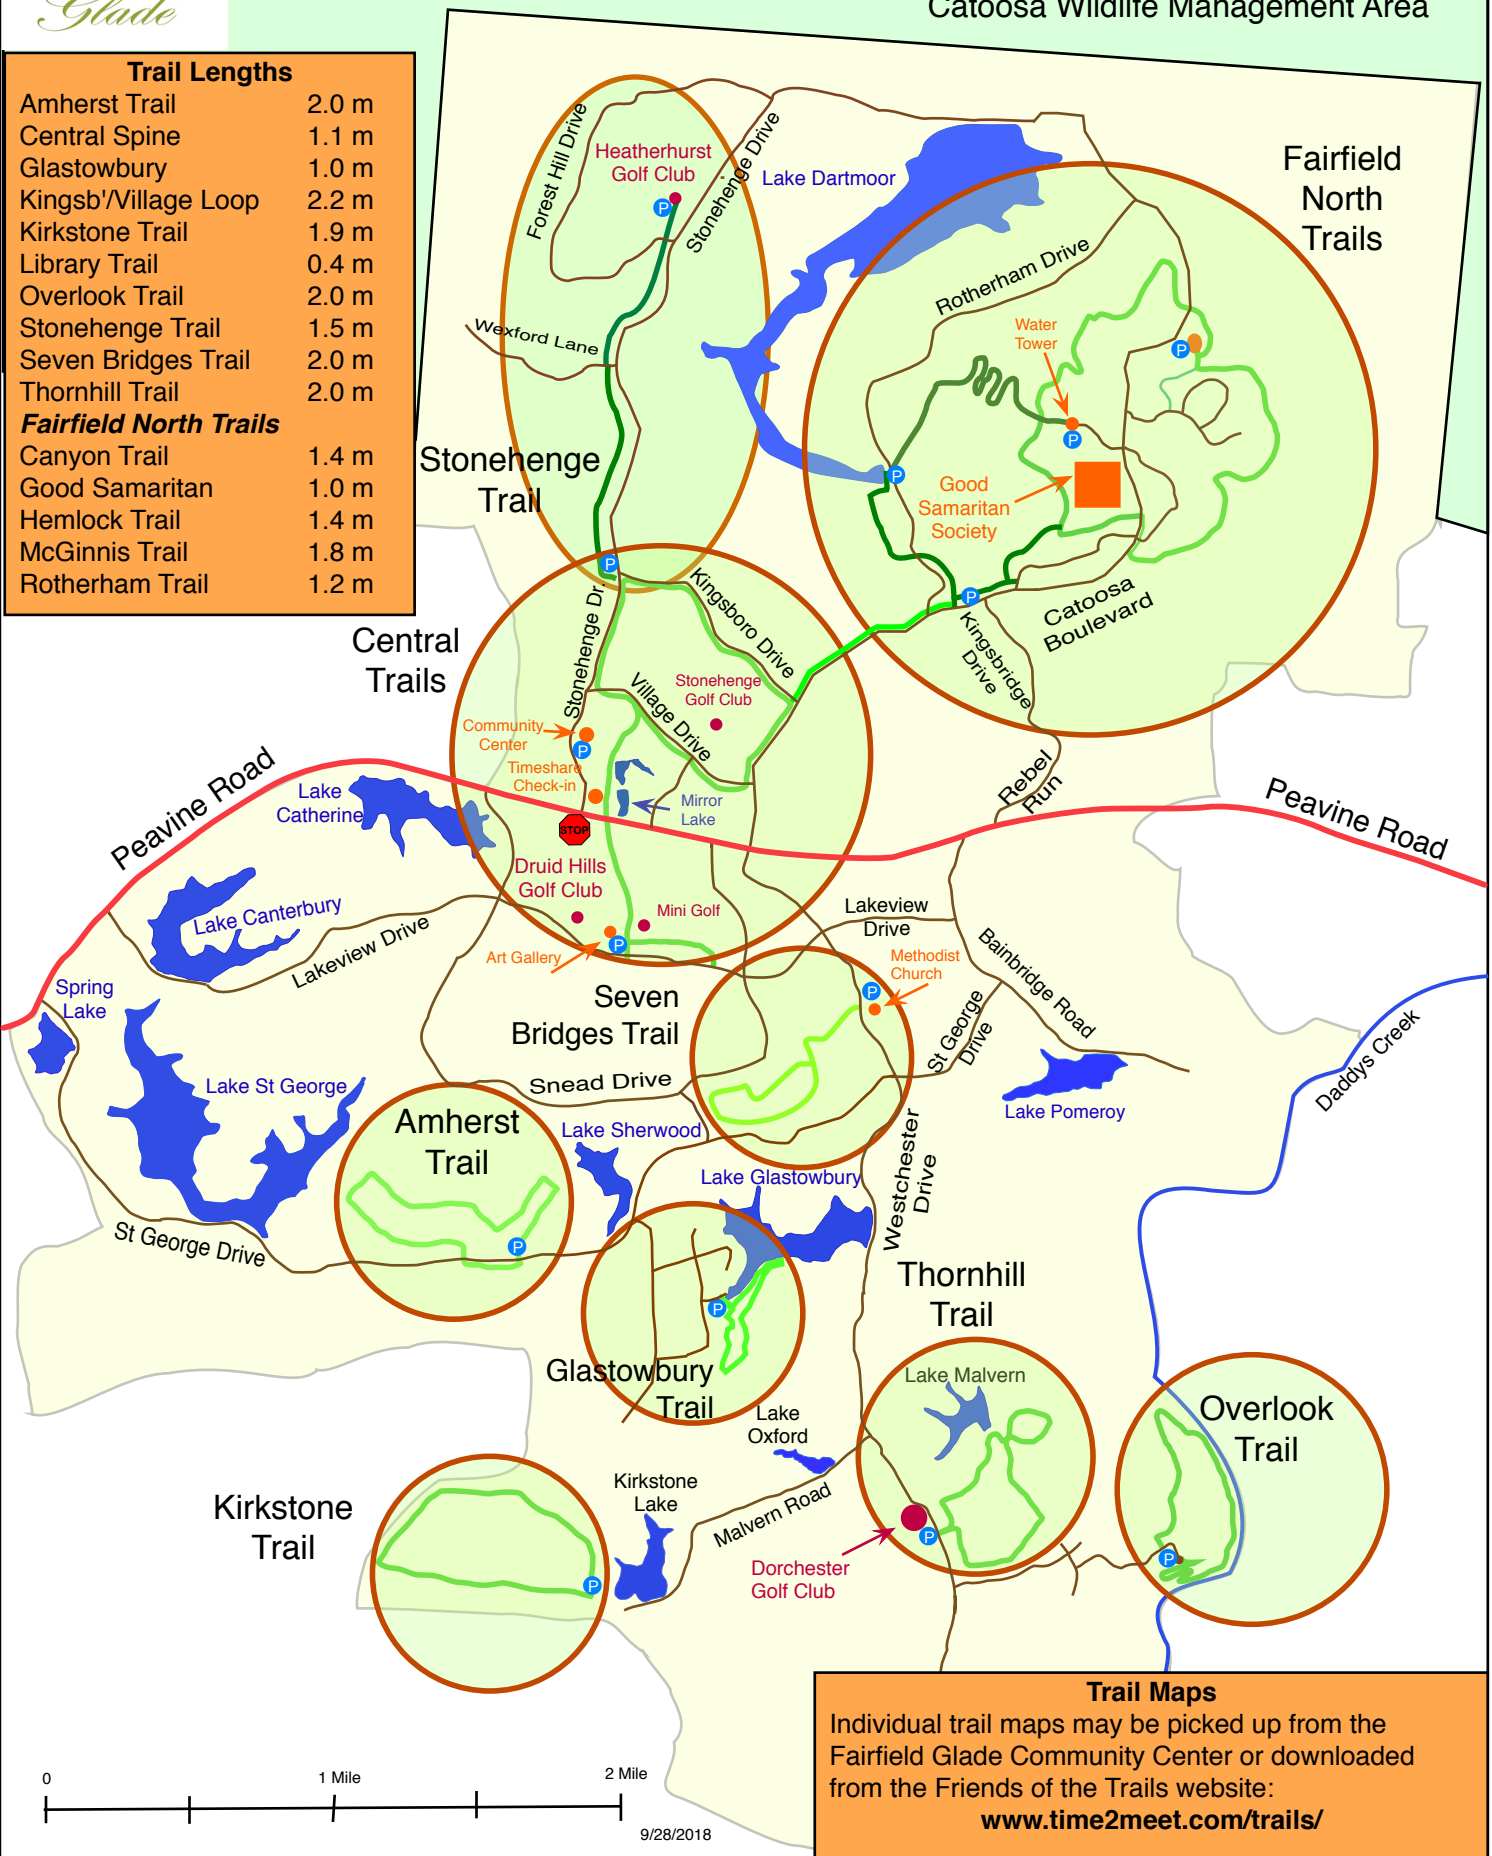 Glade
Catoosa Wildlife Management Area
Trail Lengths
Amherst Trail 2.0 m
Central Spine 1.1 m
Glastowbury 1.0 m
Kingsb'/Village Loop 2.2 m
Kirkstone Trail 1.9 m
Library Trail 0.4 m
Overlook Trail 2.0 m
Stonehenge Trail 1.5 m
Seven Bridges Trail 2.0 m
Thornhill Trail 2.0 m
Fairfield North Trails
Canyon Trail 1.4 m
Good Samaritan 1.0 m
Hemlock Trail 1.4 m
McGinnis Trail 1.8 m
Rotherham Trail 1.2 m
Forest Hill Drive
Heatherhurst
Golf Club
P
Stonehenge Drive
Lake Dartmoor
Wexford Lane
Stonehenge
Trail
P
Fairfield
North
Trails
Rotherham Drive
Water
Tower
P
P
P
Good
Samaritan
Society
P
Catoosa
Boulevard
Kingsbridge
Drive
Central
Trails
Stonehenge Dr.
Kingsboro Drive
Stonehenge
Golf Club
Village Drive
Community
Center
P
Timeshare
Check-in
Mirror
Lake
STOP
Druid Hills
Golf Club
Mini Golf
Art Gallery
P
Rebel
Run
Peavine Road
Peavine Road
Lake
Catherine
Lake Canterbury
Lakeview Drive
Lakeview
Drive
Spring
Lake
Lake St George
Seven
Bridges Trail
Methodist
Church
P
Bainbridge Road
St George
Drive
Snead Drive
Lake Pomeroy
Daddys Creek
Amherst
Trail
P
Lake Sherwood
St George Drive
Lake Glastowbury
Westchester
Drive
P
Glastowbury
Trail
Thornhill
Trail
Lake Malvern
Lake
Oxford
Overlook
Trail
P
Kirkstone
Trail
P
Kirkstone
Lake
Malvern Road
P
Dorchester
Golf Club
Trail Maps
Individual trail maps may be picked up from the
Fairfield Glade Community Center or downloaded
from the Friends of the Trails website:
www.time2meet.com/trails/
0 1 Mile 2 Mile
9/28/2018